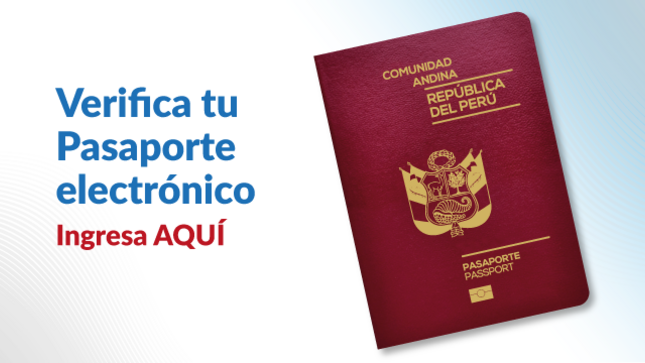 Verifica tu
Pasaporte
electrónico
Ingresa AQUÍ
COMUNIDAD
ANDINA
REPÚBLICA
DEL PERÚ
PASAPORTE
PASSPORT